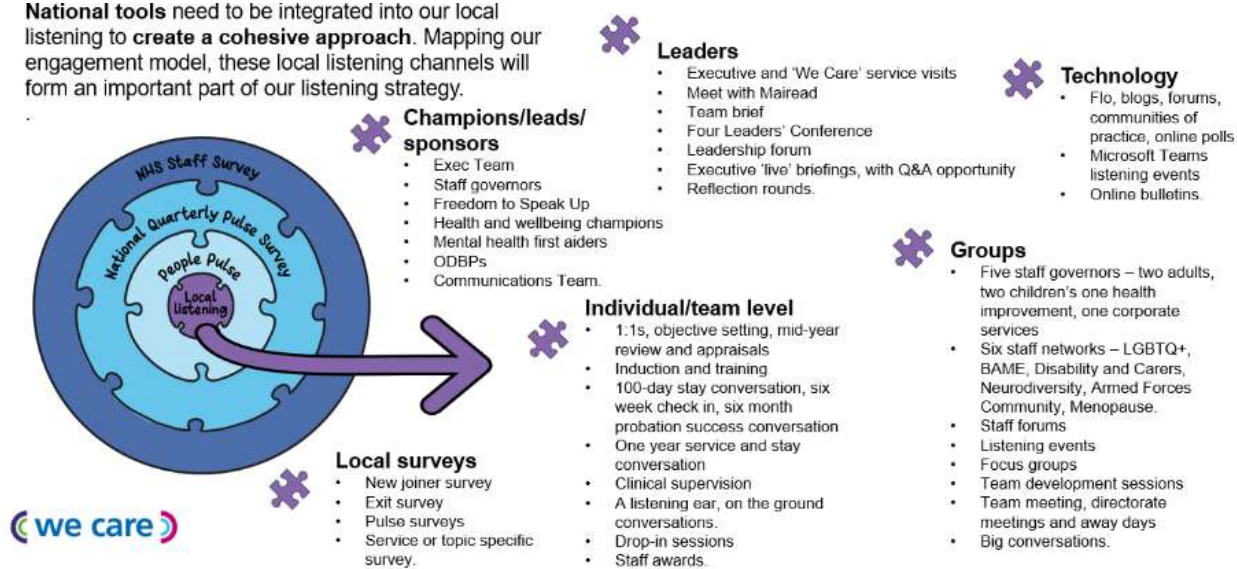 National tools need to be integrated into our local
listening to create a cohesive approach. Mapping our
engagement model, these local listening channels will
form an important part of our listening strategy.
.
NHS Staff Survey
National Quarterly Pulse Survey
People Pulse
Local
listening
Champions/leads/
sponsors
• Exec Team
• Staff governors
• Freedom to Speak Up
• Health and wellbeing champions
• Mental health first aiders
• ODBPs
• Communications Team.
Leaders
• Executive and ‘We Care’ service visits
• Meet with Mairead
• Team brief
• Four Leaders’ Conference
• Leadership forum
• Executive ‘live’ briefings, with Q&A opportunity
• Reflection rounds.
Technology
• Flo, blogs, forums,
communities of
practice, online polls
• Microsoft Teams
listening events
• Online bulletins.
Individual/team level
• 1:1s, objective setting, mid-year
review and appraisals
• Induction and training
• 100-day stay conversation, six
week check in, six month
probation success conversation
• One year service and stay
conversation
• Clinical supervision
• A listening ear, on the ground
conversations.
• Drop-in sessions
• Staff awards.
Groups
• Five staff governors – two adults,
two children’s one health
improvement, one corporate
services
• Six staff networks – LGBTQ+,
BAME, Disability and Carers,
Neurodiversity, Armed Forces
Community, Menopause.
• Staff forums
• Listening events
• Focus groups
• Team development sessions
• Team meeting, directorate
meetings and away days
• Big conversations.
Local surveys
• New joiner survey
• Exit survey
• Pulse surveys
• Service or topic specific
survey.
we care